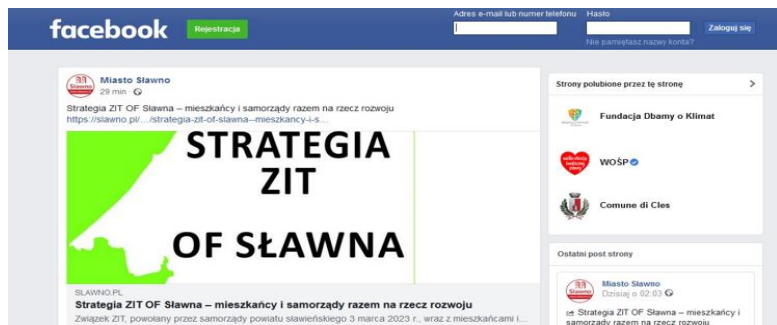 facebook
Rejestracja
Adres e-mail lub numer telefonu
Hasło
Zaloguj się
Nie pamiętasz nazwy konta?
Miasto Sławno
29 min ·
Strategia ZIT OF Sławna – mieszkańcy i samorządy razem na rzecz rozwoju
https://slawno.pl/.../strategia-zit-of-slawna--mieszkancy-i-s...
STRATEGIA
ZIT
OF SŁAWNA
SLAWNO.PL
Strategia ZIT OF Sławna – mieszkańcy i samorządy razem na rzecz rozwoju
Związek ZIT, powołany przez samorządy powiatu sławieńskiego 3 marca 2023 r., wraz z mieszkańcami i...
Strony polubione przez tę stronę
Fundacja Dbamy o Klimat
WOŚP
Comune di Cles
Ostatni post strony
Miasto Sławno
Dzisiaj o 02:03
Strategia ZIT OF Sławna – mieszkańcy i
samorządy razem na rzecz rozwoju